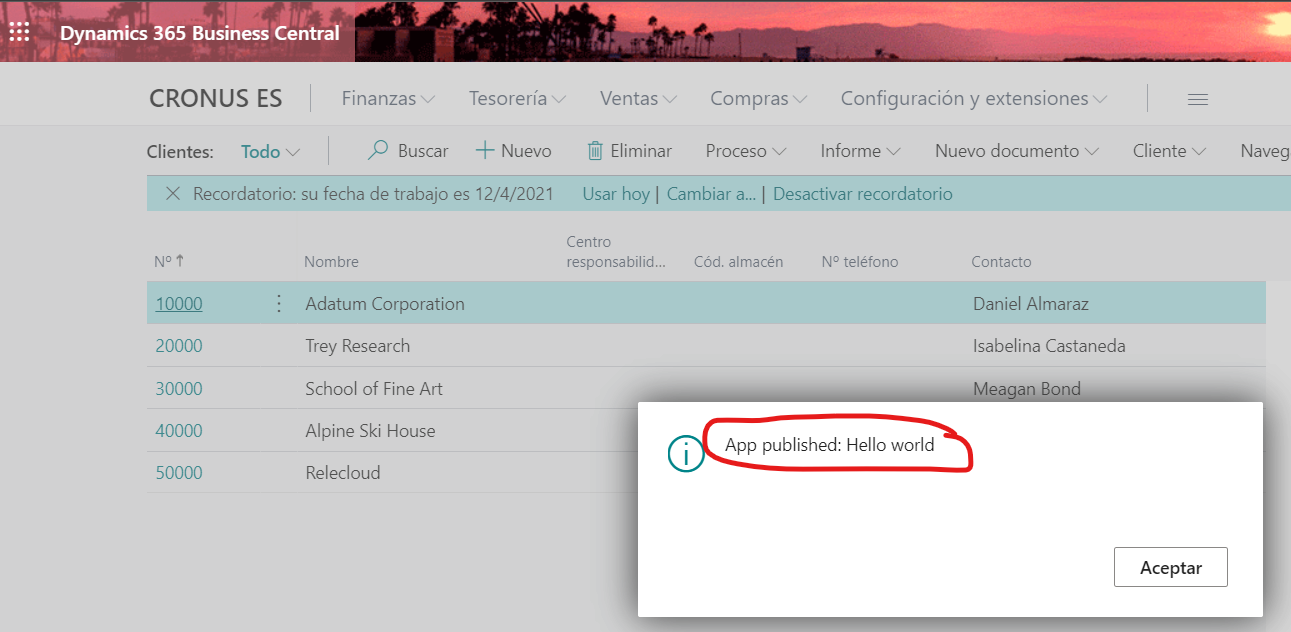 Dynamics 365 Business Central
CRONUS ES Finanzas Tesorería Ventas Compras Configuración y extensiones
Clientes: Todo Buscar Nuevo Eliminar Proceso Informe Nuevo documento Cliente Naveg
Recordatorio: su fecha de trabajo es 12/4/2021 Usar hoy | Cambiar a... | Desactivar recordatorio
Nº ↑ Nombre Centro responsabilid... Cód. almacén Nº teléfono Contacto
10000 Adatum Corporation Daniel Almaraz
20000 Trey Research Isabelina Castaneda
30000 School of Fine Art Meagan Bond
40000 Alpine Ski House
50000 Relecloud
App published: Hello world
Aceptar